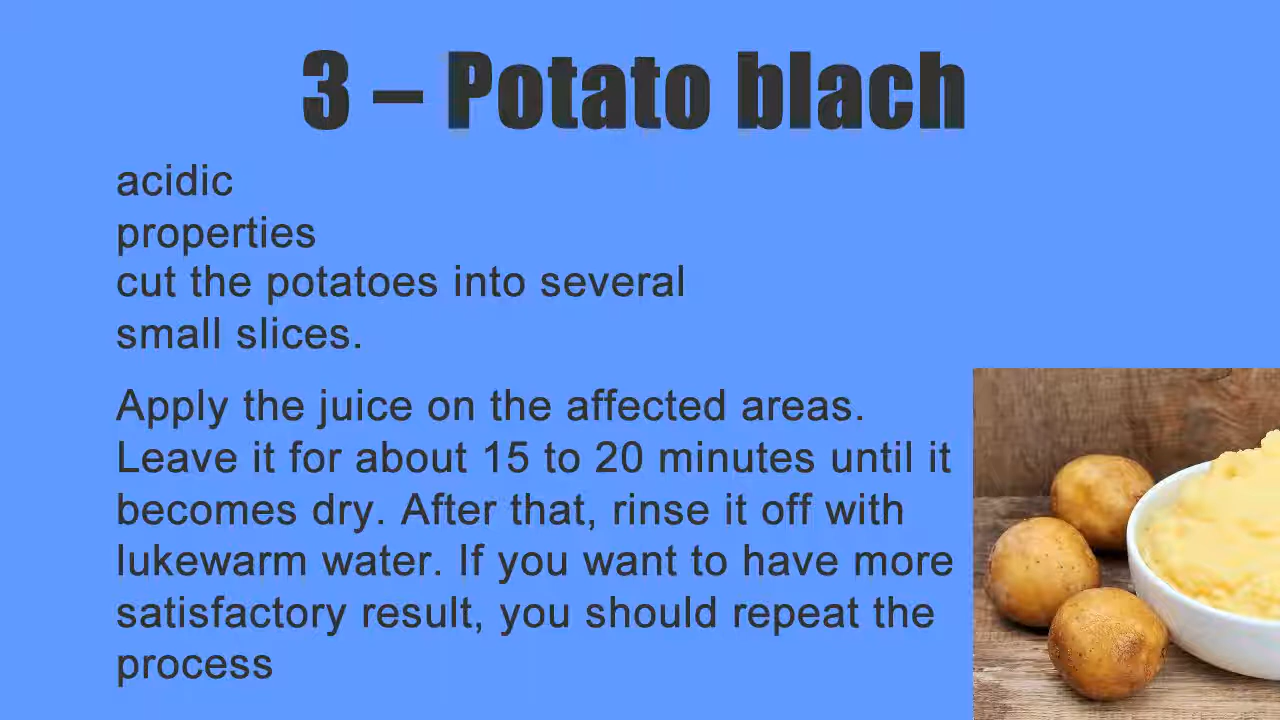 3 – Potato blach
acidic
properties
cut the potatoes into several
small slices.
Apply the juice on the affected areas.
Leave it for about 15 to 20 minutes until it
becomes dry. After that, rinse it off with
lukewarm water. If you want to have more
satisfactory result, you should repeat the
process